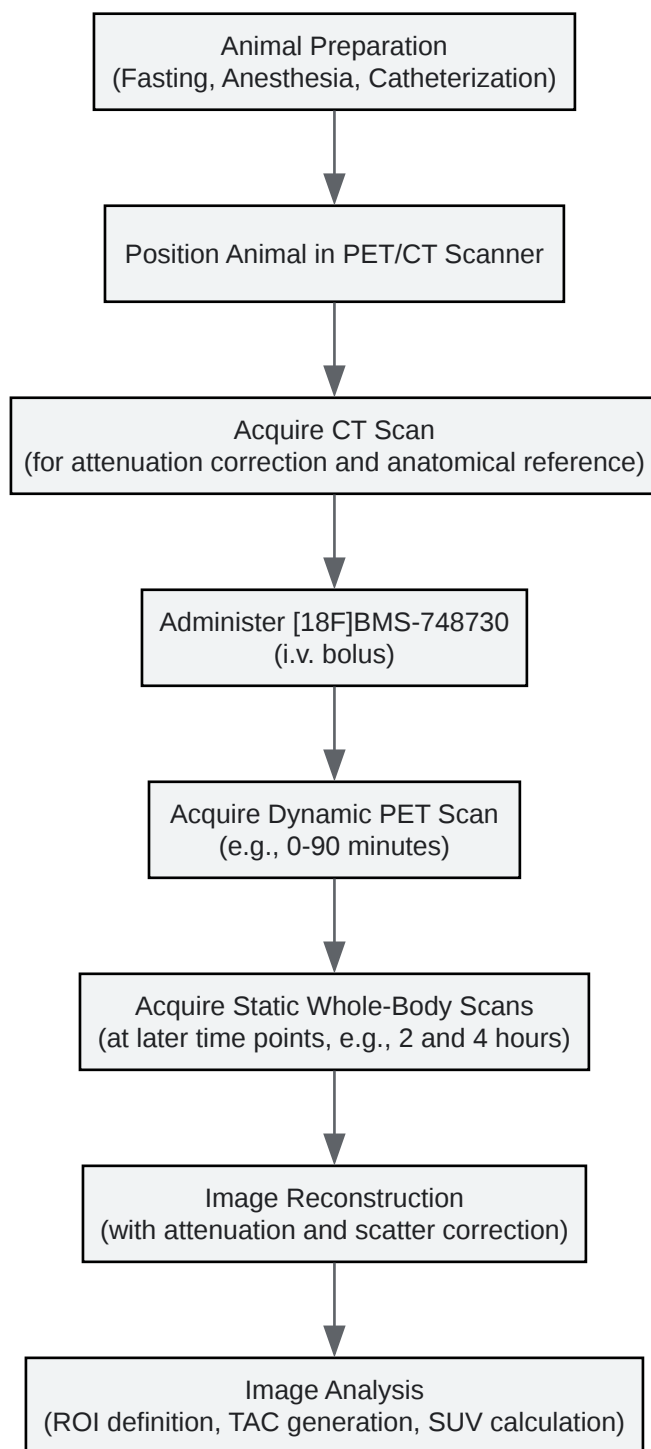 Animal Preparation
(Fasting, Anesthesia, Catheterization)
Position Animal in PET/CT Scanner
Acquire CT Scan
(for attenuation correction and anatomical reference)
Administer [18F]BMS-748730
(i.v. bolus)
Acquire Dynamic PET Scan
(e.g., 0-90 minutes)
Acquire Static Whole-Body Scans
(at later time points, e.g., 2 and 4 hours)
Image Reconstruction
(with attenuation and scatter correction)
Image Analysis
(ROI definition, TAC generation, SUV calculation)